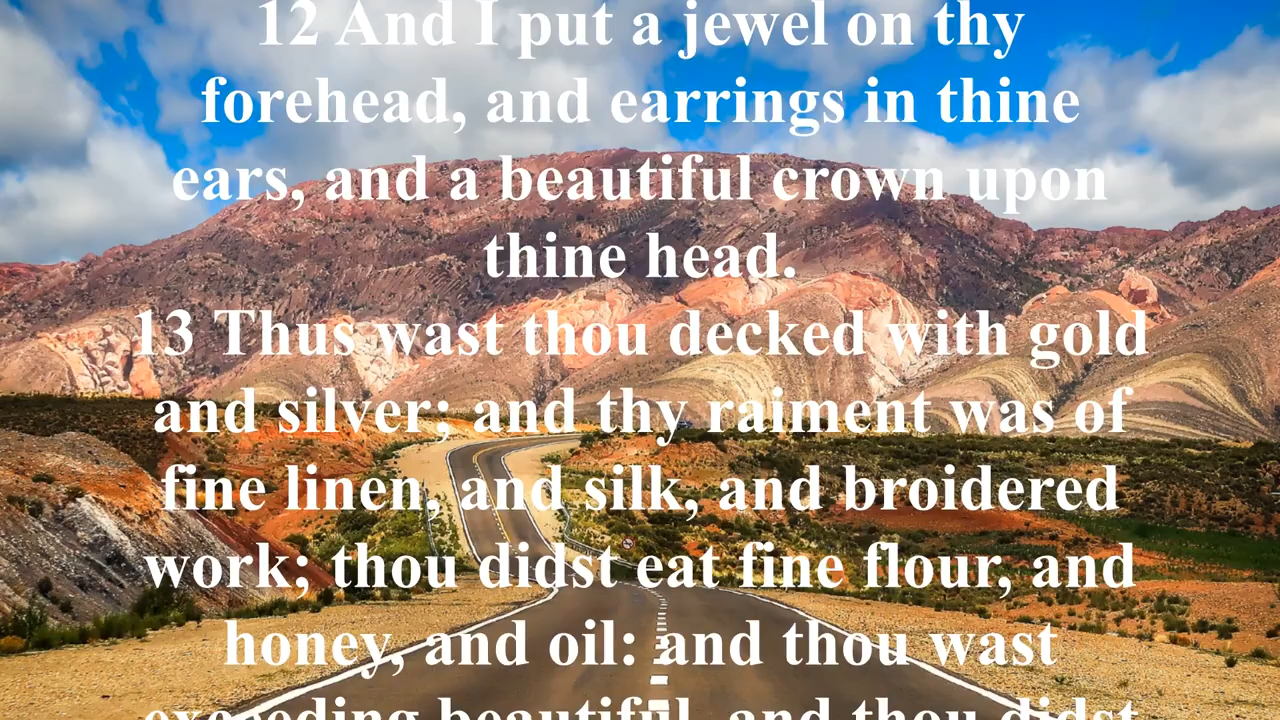 12 And I put a jewel on thy
forehead, and earrings in thine
ears, and a beautiful crown upon
thine head.
13 Thus wast thou decked with gold
and silver; and thy raiment was of
fine linen, and silk, and broidered
work; thou didst eat fine flour, and
honey, and oil: and thou wast
exceeding beautiful, and thou didst